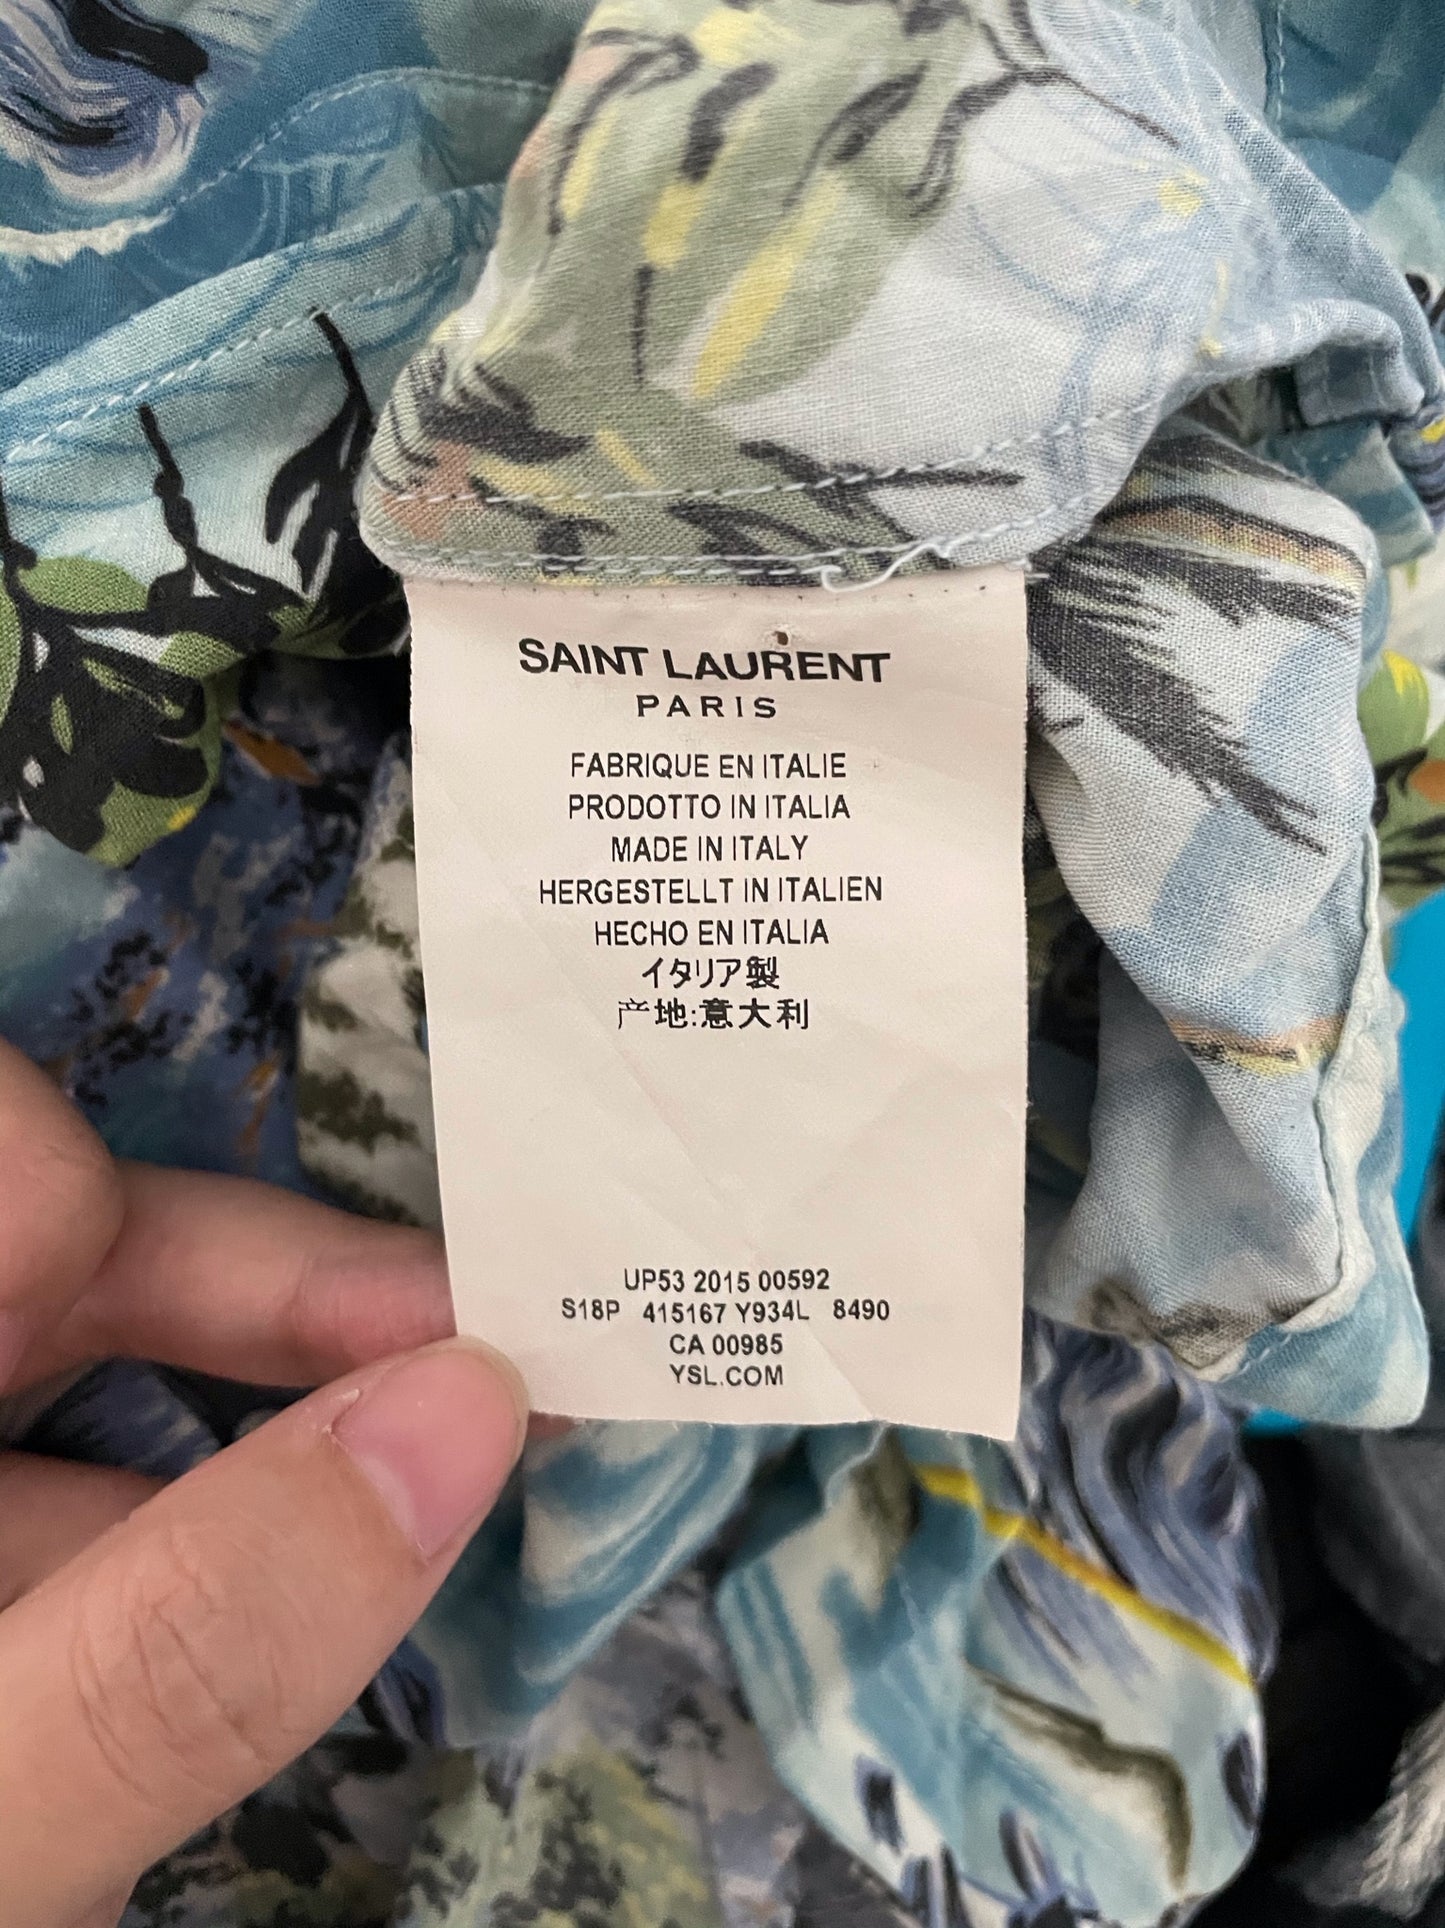 SAINT LAURENT
PARIS
FABRIQUE EN ITALIE
PRODOTTO IN ITALIA
MADE IN ITALY
HERGESTELLT IN ITALIEN
HECHO EN ITALIA
イタリア製
产地:意大利
UP53 2015 00592
S18P 415167 Y934L 8490
CA 00985
YSL.COM